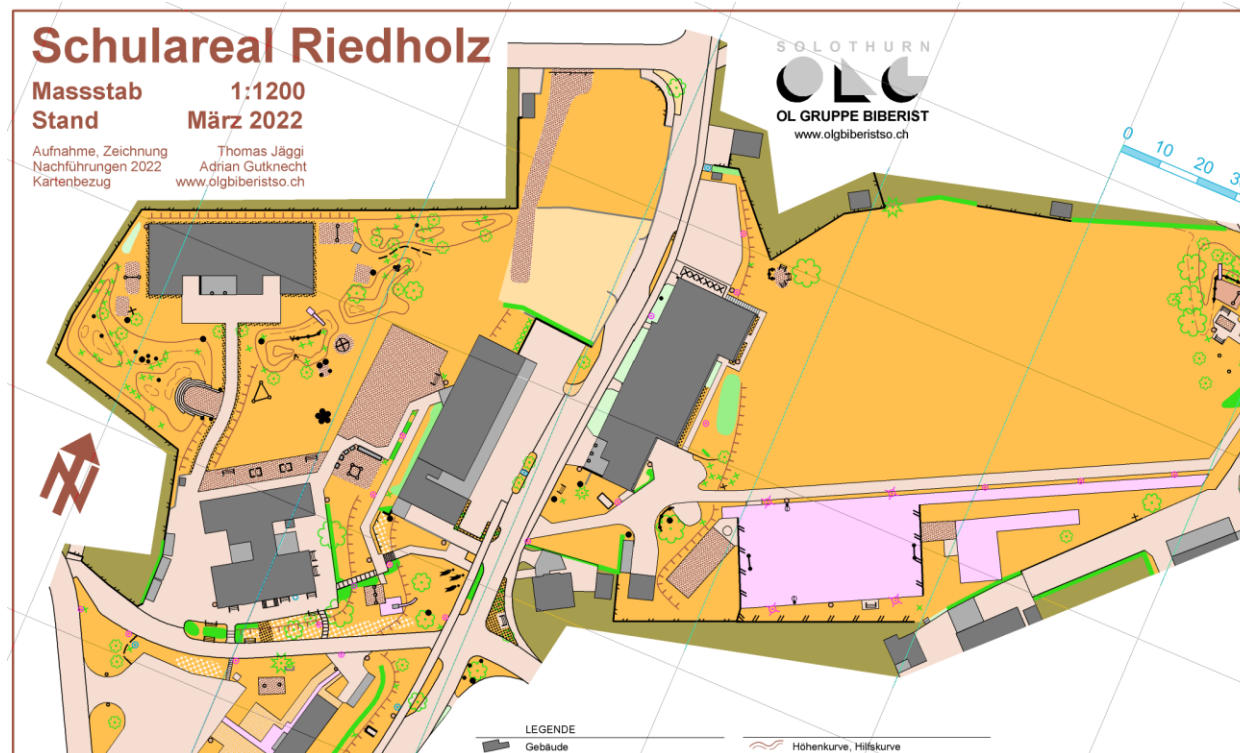 Schulareal Riedholz
Massstab 1:1200
Stand März 2022
Aufnahme, Zeichnung Thomas Jäggi
Nachführungen 2022 Adrian Gutknecht
Kartenbezug www.olgbiberistso.ch
SOLOTHURN
OLG
OL GRUPPE BIBERIST
www.olgbiberistso.ch
0 10 20
N
LEGENDE
Gebäude
Höhenkurve, Hilfskurve